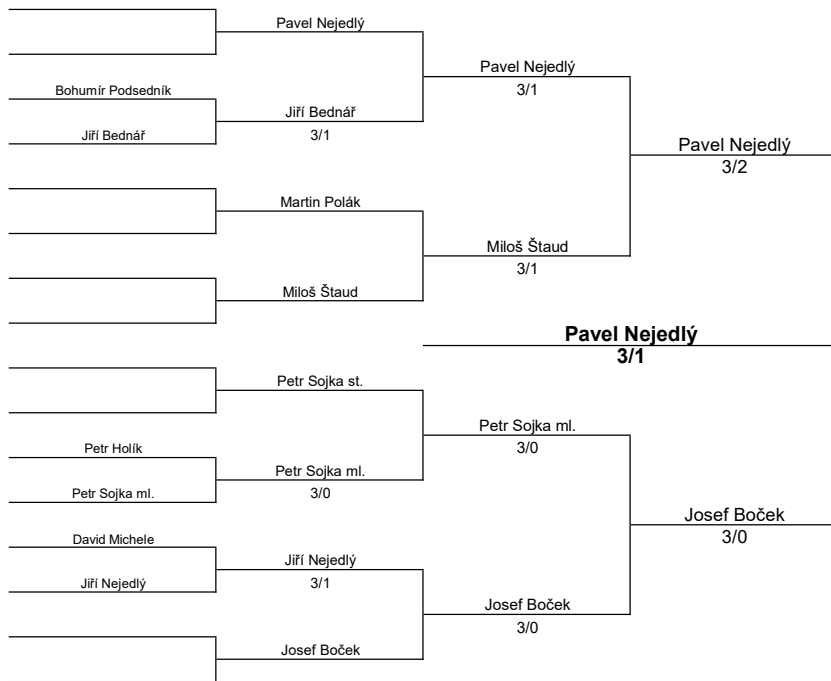 Pavel Nejedlý
Pavel Nejedlý
3/1
Bohumír Podsedník
Jiří Bednář
3/1
Jiří Bednář
Pavel Nejedlý
3/2
Martin Polák
Miloš Štaud
3/1
Miloš Štaud
Pavel Nejedlý
3/1
Petr Sojka st.
Petr Sojka ml.
3/0
Petr Holík
Petr Sojka ml.
3/0
Petr Sojka ml.
Josef Boček
3/0
David Michele
Jiří Nejedlý
3/1
Jiří Nejedlý
Josef Boček
3/0
Josef Boček